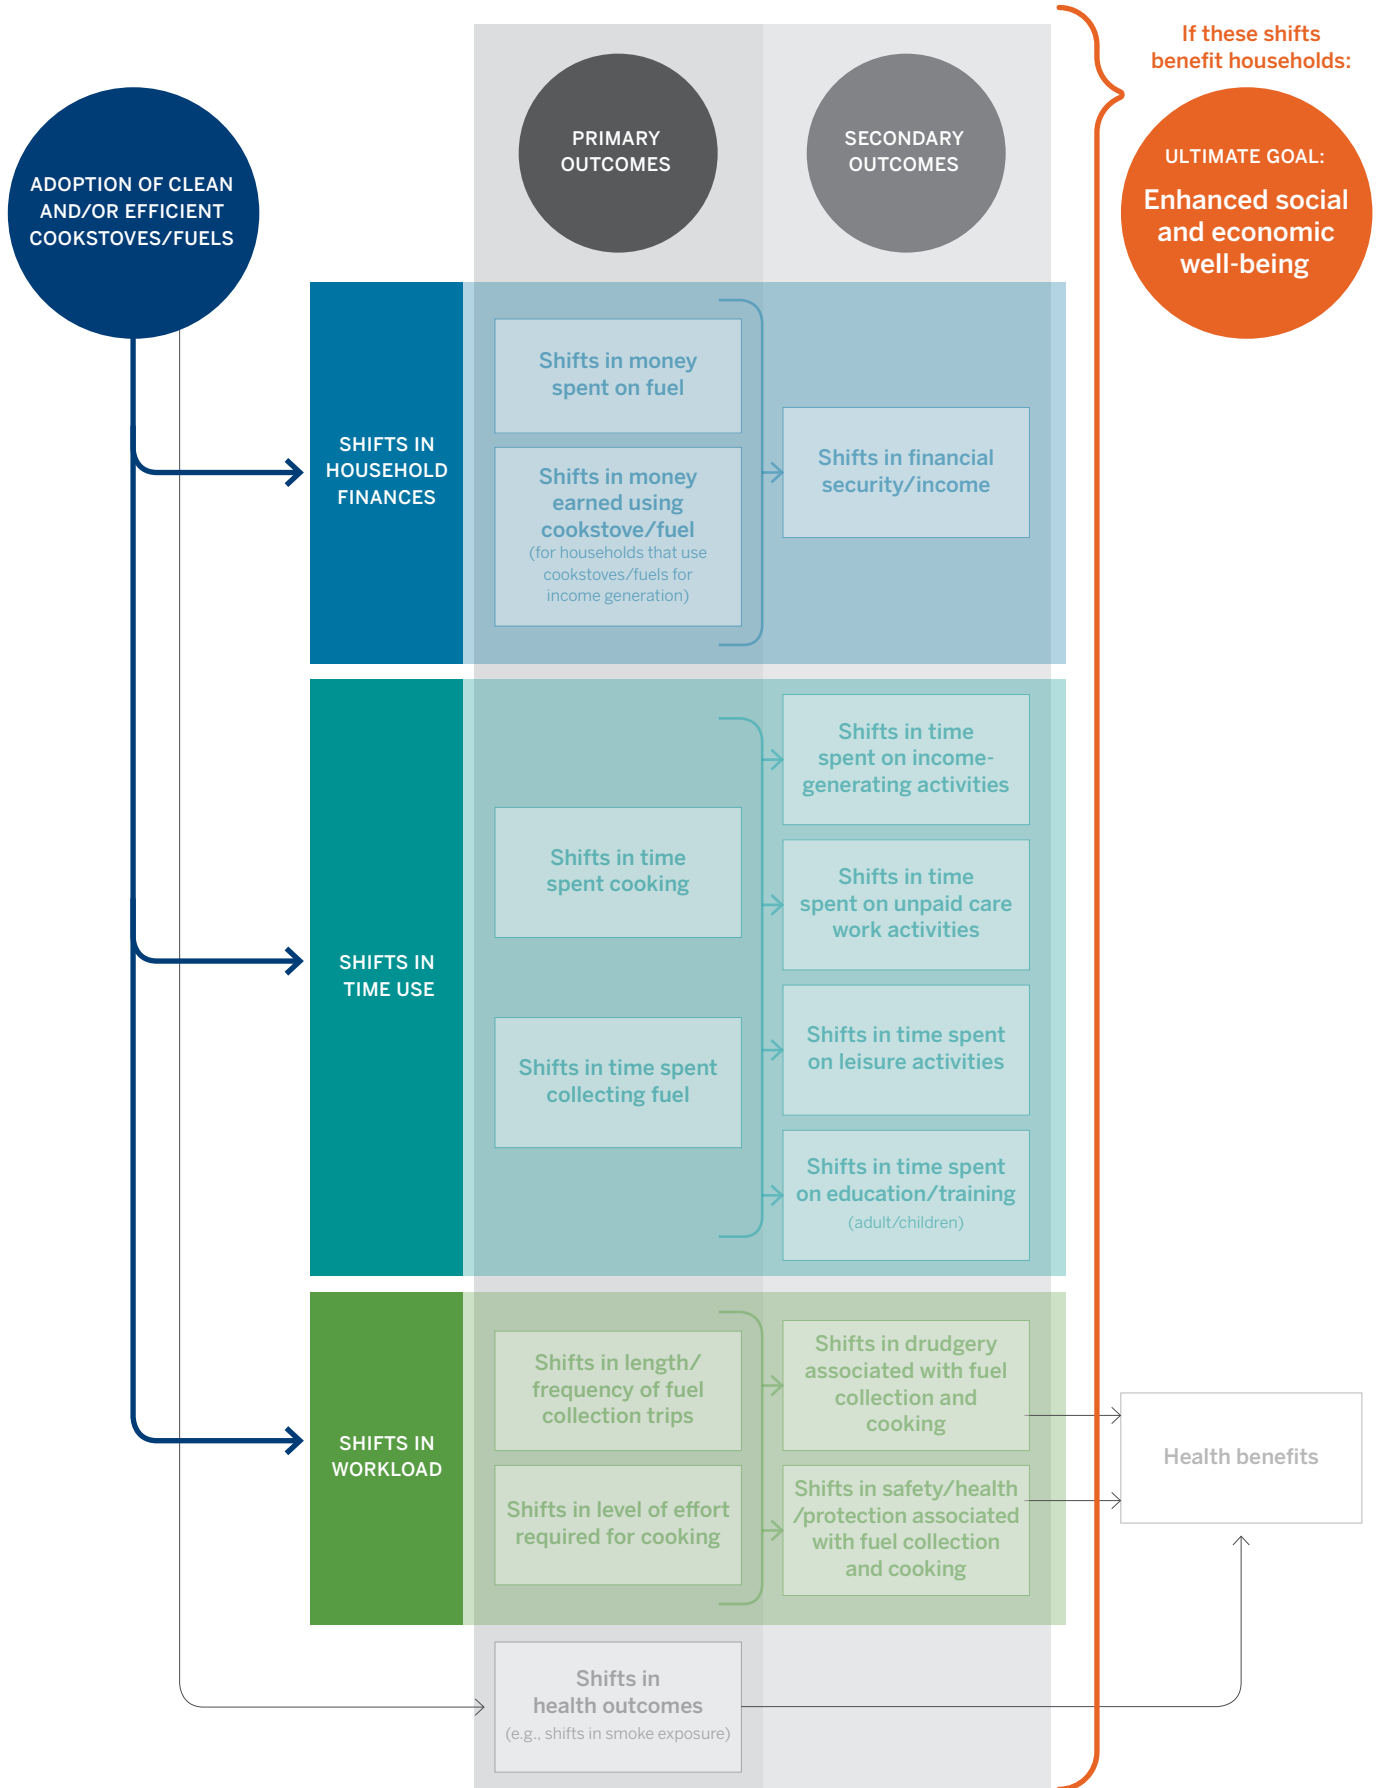 If these shifts
benefit households:
ADOPTION OF CLEAN
AND/OR EFFICIENT
COOKSTOVES/FUELS
PRIMARY
OUTCOMES
SECONDARY
OUTCOMES
ULTIMATE GOAL:
Enhanced social
and economic
well-being
SHIFTS IN
HOUSEHOLD
FINANCES
Shifts in money
spent on fuel
Shifts in money
earned using
cookstove/fuel
(for households that use
cookstoves/fuels for
income generation)
Shifts in financial
security/income
SHIFTS IN
TIME USE
Shifts in time
spent cooking
Shifts in time spent
collecting fuel
Shifts in time
spent on income-
generating activities
Shifts in time
spent on unpaid care
work activities
Shifts in time spent
on leisure activities
Shifts in time spent
on education/training
(adult/children)
SHIFTS IN
WORKLOAD
Shifts in length/
frequency of fuel
collection trips
Shifts in level of effort
required for cooking
Shifts in drudgery
associated with fuel
collection and
cooking
Shifts in safety/health
/protection associated
with fuel collection
and cooking
Health benefits
Shifts in
health outcomes
(e.g., shifts in smoke exposure)